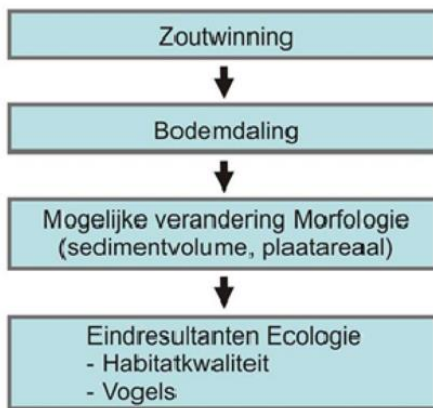 Zoutwinning
Bodemdaling
Mogelijke verandering Morfologie
(sedimentvolume, plaatareaal)
Eindresultanten Ecologie
- Habitatkwaliteit
- Vogels